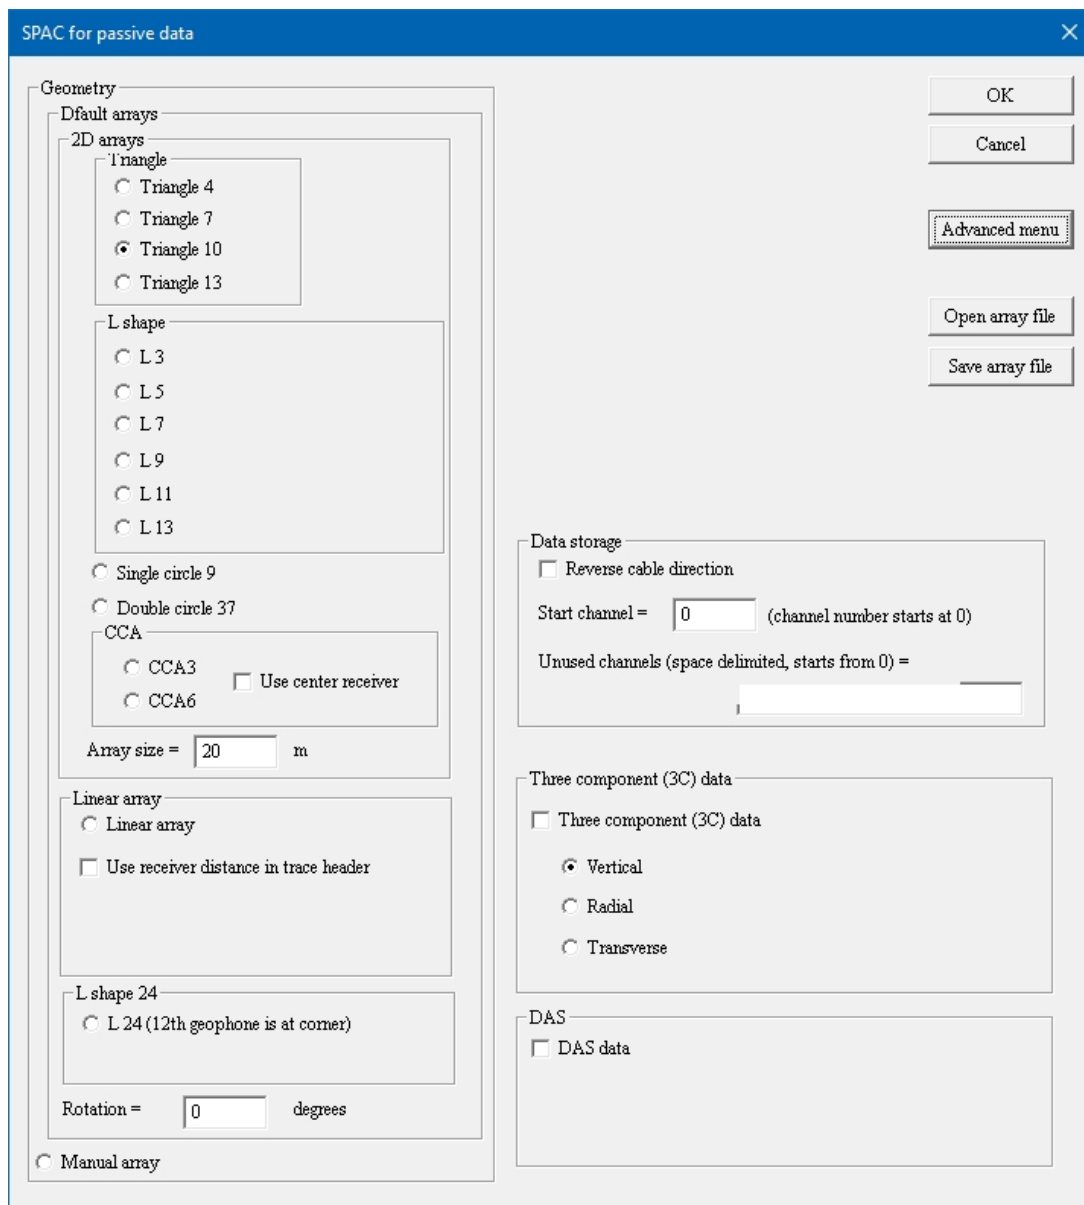 SPAC for passive data
Geometry
Dfault arrays
2D arrays
Triangle
Triangle 4
Triangle 7
Triangle 10
Triangle 13
L shape
L 3
L 5
L 7
L 9
L 11
L 13
Single circle 9
Double circle 37
CCA
CCA3
CCA6
Use center receiver
Array size = 20 m
Linear array
Linear array
Use receiver distance in trace header
L shape 24
L 24 (12th geophone is at corner)
Rotation = 0 degrees
Manual array
OK
Cancel
Advanced menu
Open array file
Save array file
Data storage
Reverse cable direction
Start channel = 0 (channel number starts at 0)
Unused channels (space delimited, starts from 0) =
Three component (3C) data
Three component (3C) data
Vertical
Radial
Transverse
DAS
DAS data